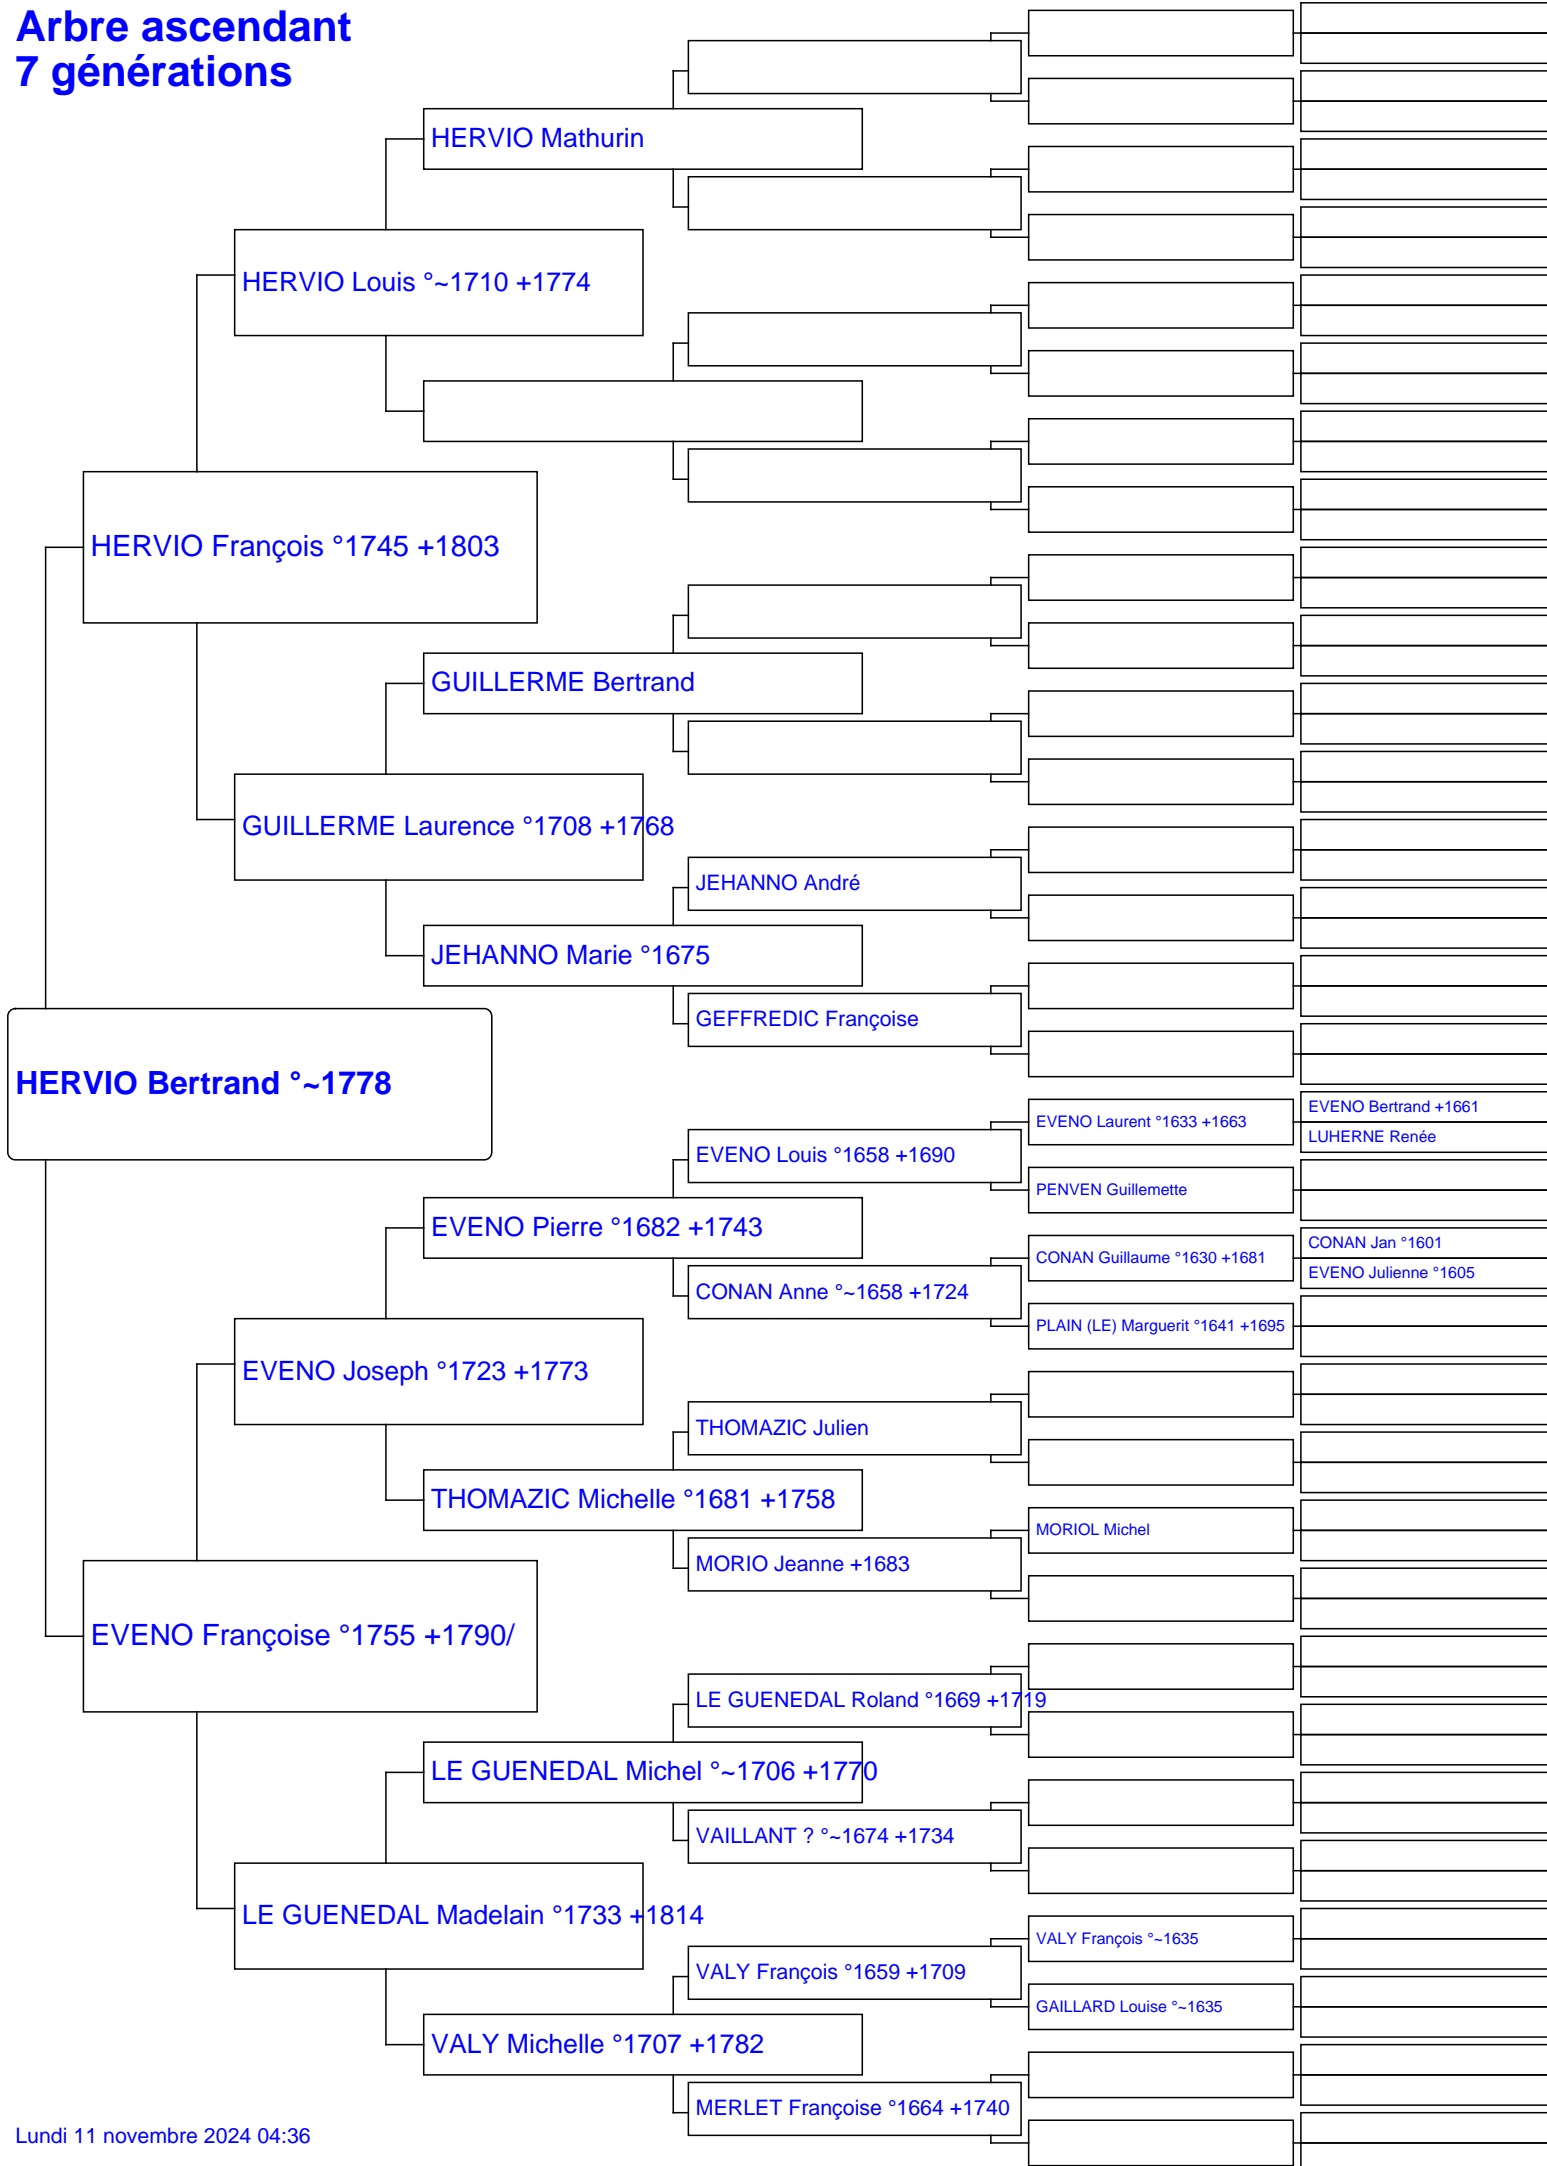 Arbre ascendant
7 générations
HERVIO Mathurin
HERVIO Louis °~1710 +1774
HERVIO François °1745 +1803
GUILLERME Bertrand
GUILLERME Laurence °1708 +1768
JEHANNO André
JEHANNO Marie °1675
GEFFREDIC Françoise
HERVIO Bertrand °~1778
EVENO Bertrand +1661
EVENO Laurent °1633 +1663
LUHERNE Renée
EVENO Louis °1658 +1690
PENVEN Guillemette
EVENO Pierre °1682 +1743
CONAN Jan °1601
CONAN Guillaume °1630 +1681
EVENO Julienne °1605
CONAN Anne °~1658 +1724
PLAIN (LE) Marguerit °1641 +1695
EVENO Joseph °1723 +1773
THOMAZIC Julien
THOMAZIC Michelle °1681 +1758
MORIOL Michel
MORIO Jeanne +1683
EVENO Françoise °1755 +1790/
LE GUENEDAL Roland °1669 +1719
LE GUENEDAL Michel °~1706 +1770
VAILLANT ? °~1674 +1734
LE GUENEDAL Madelain °1733 +1814
VALY François °~1635
VALY François °1659 +1709
GAILLARD Louise °~1635
VALY Michelle °1707 +1782
MERLET Françoise °1664 +1740
Lundi 11 novembre 2024 04:36